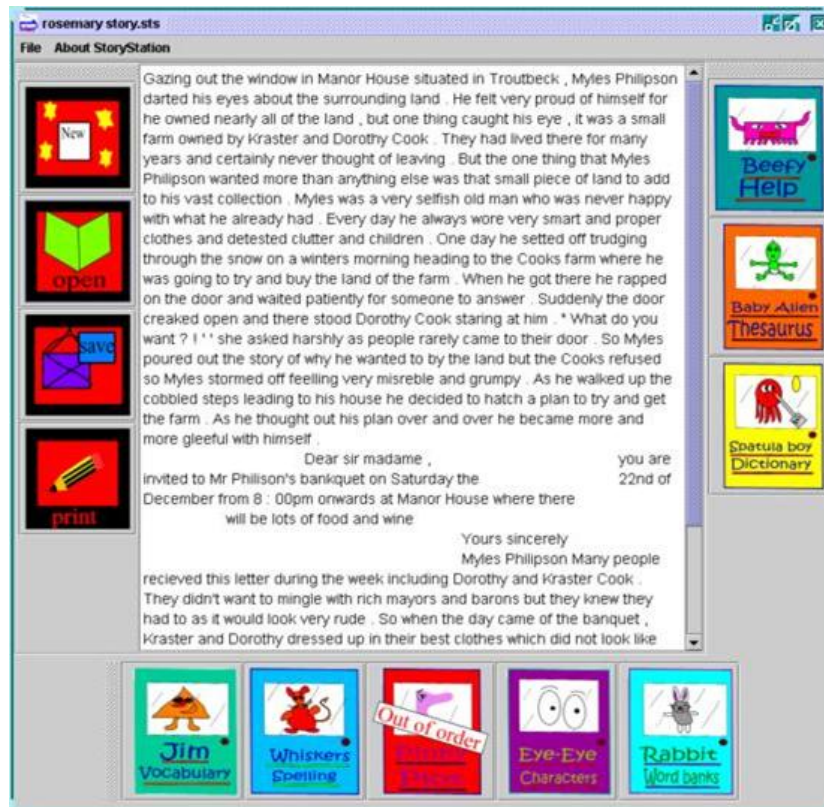 rosemary story.sts
File About StoryStation
New
open
save
print
Gazing out the window in Manor House situated in Troutbeck , Myles Philipson
darted his eyes about the surrounding land . He felt very proud of himself for
he owned nearly all of the land , but one thing caught his eye , it was a small
farm owned by Kraster and Dorothy Cook . They had lived there for many
years and certainly never thought of leaving . But the one thing that Myles
Philipson wanted more than anything else was that small piece of land to add
to his vast collection . Myles was a very selfish old man who was never happy
with what he already had . Every day he always wore very smart and proper
clothes and detested clutter and children . One day he setted off trudging
through the snow on a winters morning heading to the Cooks farm where he
was going to try and buy the land of the farm . When he got there he rapped
on the door and waited patiently for someone to answer . Suddenly the door
creaked open and there stood Dorothy Cook staring at him . " What do you
want ? ! ' ' she asked harshly as people rarely came to their door . So Myles
poured out the story of why he wanted to by the land but the Cooks refused
so Myles stormed off feelling very misreble and grumpy . As he walked up the
cobbled steps leading to his house he decided to hatch a plan to try and get
the farm . As he thought out his plan over and over he became more and
more gleeful with himself .
Dear sir madame , you are
invited to Mr Philison's bankquet on Saturday the 22nd of
December from 8 : 00pm onwards at Manor House where there
will be lots of food and wine
Yours sincerely
Myles Philipson Many people
recieved this letter during the week including Dorothy and Kraster Cook .
They didn't want to mingle with rich mayors and barons but they knew they
had to as it would look very rude . So when the day came of the banquet ,
Kraster and Dorothy dressed up in their best clothes which did not look like
Beefy
Help
Baby Alien
Thesaurus
Spatula boy
Dictionary
Jim
Vocabulary
Whiskers
Spelling
Out of order
Eye-Eye
Characters
Rabbit
Word banks